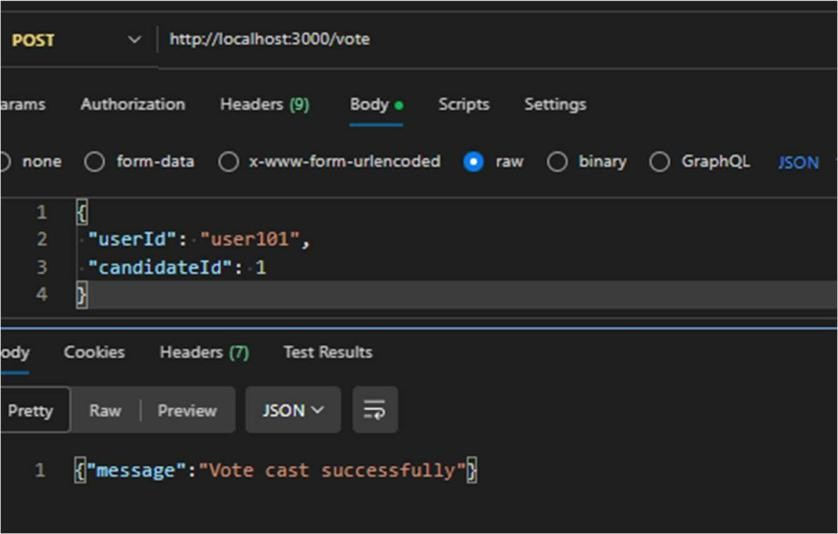 POST http://localhost:3000/vote
arams Authorization Headers (9) Body Scripts Settings
none form-data x-www-form-urlencoded raw binary GraphQL JSON
1 {
2 "userId": "user101",
3 "candidateId": 1
4 }
ody Cookies Headers (7) Test Results
Pretty Raw Preview JSON
1 {"message":"Vote cast successfully"}